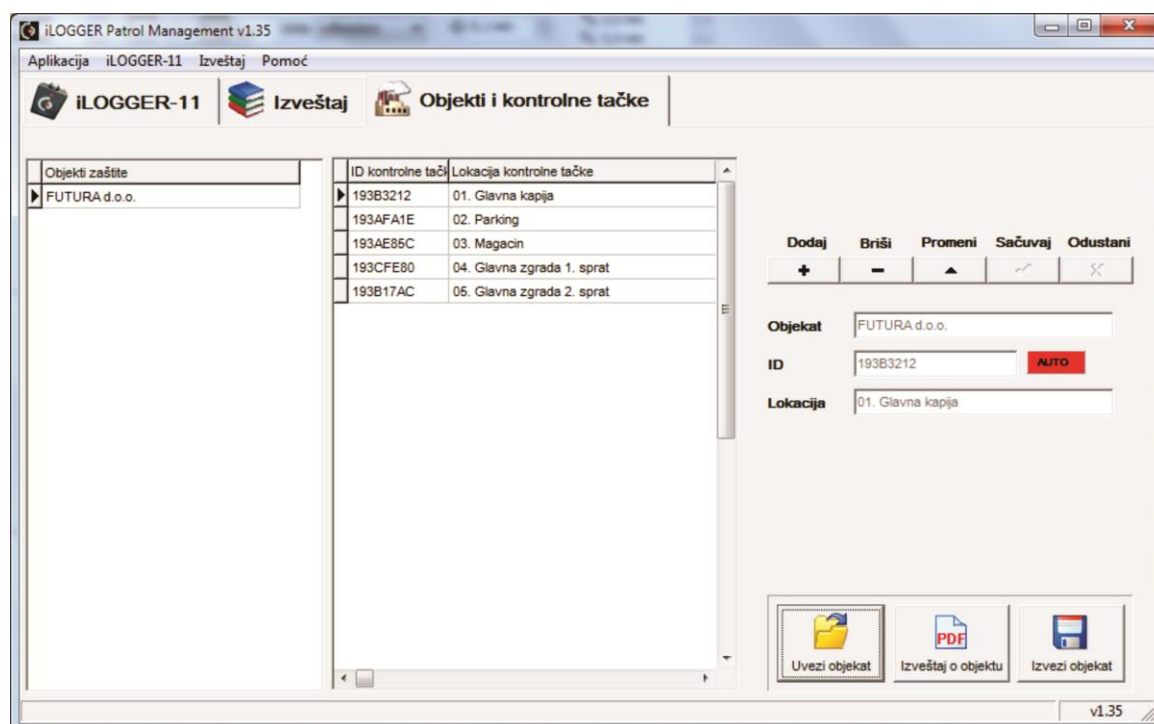 iLOGGER Patrol Management v1.35
Aplikacija iLOGGER-11 Izveštaj Pomoć
iLOGGER-11 Izveštaj Objekti i kontrolne tačke
Objekti zaštite
FUTURA d.o.o.
ID kontrolne tačk Lokacija kontrolne tačke
193B3212 01. Glavna kapija
193AFA1E 02. Parking
193AE85C 03. Magacin
193CFE80 04. Glavna zgrada 1. sprat
193B17AC 05. Glavna zgrada 2. sprat
Dodaj Briši Promeni Sačuvaj Odustani
Objekat FUTURA d.o.o.
ID 193B3212 AUTO
Lokacija 01. Glavna kapija
PDF
Uvezi objekat Izveštaj o objektu Izvezi objekat
v1.35